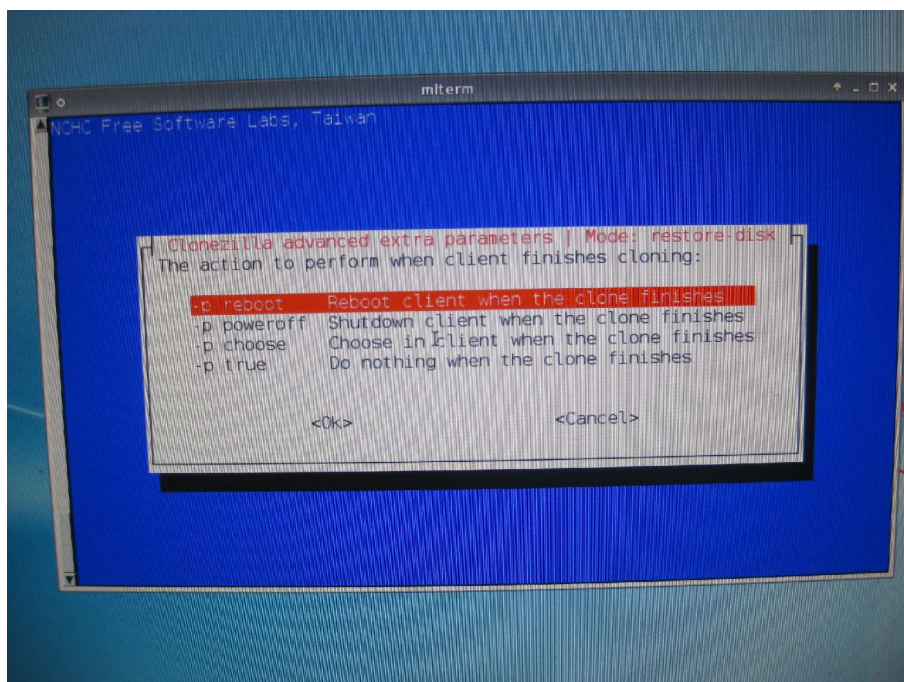 mlterm
NCHC Free Software Labs, Taiwan
Clonezilla advanced extra parameters | Mode: restore-disk
The action to perform when client finishes cloning:
-p reboot Reboot client when the clone finishes
-p poweroff Shutdown client when the clone finishes
-p choose Choose in client when the clone finishes
-p true Do nothing when the clone finishes
<Ok> <Cancel>